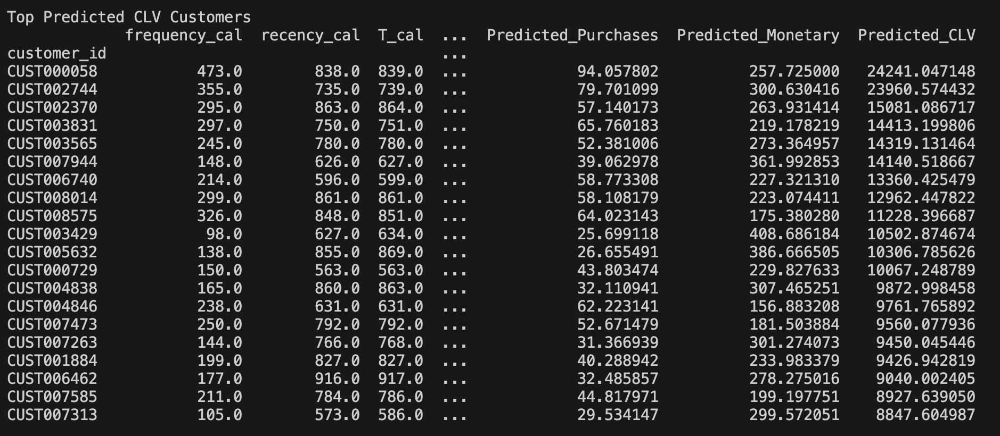 Top Predicted CLV Customers
frequency_cal recency_cal T_cal ... Predicted_Purchases Predicted_Monetary Predicted_CLV
customer_id ...
CUST000058 473.0 838.0 839.0 ... 94.057802 257.725000 24241.047148
CUST002744 355.0 735.0 739.0 ... 79.701099 300.630416 23960.574432
CUST002370 295.0 863.0 864.0 ... 57.140173 263.931414 15081.086717
CUST003831 297.0 750.0 751.0 ... 65.760183 219.178219 14413.199806
CUST003565 245.0 780.0 780.0 ... 52.381006 273.364957 14319.131464
CUST007944 148.0 626.0 627.0 ... 39.062978 361.992853 14140.518667
CUST006740 214.0 596.0 599.0 ... 58.773308 227.321310 13360.425479
CUST008014 299.0 861.0 861.0 ... 58.108179 223.074411 12962.447822
CUST008575 326.0 848.0 851.0 ... 64.023143 175.380280 11228.396687
CUST003429 98.0 627.0 634.0 ... 25.699118 408.686184 10502.874674
CUST005632 138.0 855.0 869.0 ... 26.655491 386.666505 10306.785626
CUST000729 150.0 563.0 563.0 ... 43.803474 229.827633 10067.248789
CUST004838 165.0 860.0 863.0 ... 32.110941 307.465251 9872.998458
CUST004846 238.0 631.0 631.0 ... 62.223141 156.883208 9761.765892
CUST007473 250.0 792.0 792.0 ... 52.671479 181.503884 9560.077936
CUST007263 144.0 766.0 768.0 ... 31.366939 301.274073 9450.045446
CUST001884 199.0 827.0 827.0 ... 40.288942 233.983379 9426.942819
CUST006462 177.0 916.0 917.0 ... 32.485857 278.275016 9040.002405
CUST007585 211.0 784.0 786.0 ... 44.817971 199.197751 8927.639050
CUST007313 105.0 573.0 586.0 ... 29.534147 299.572051 8847.604987